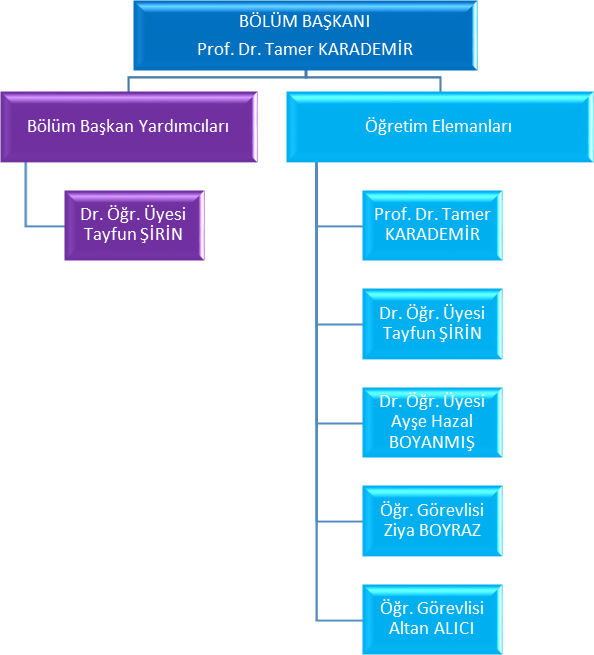 BÖLÜM BAŞKANI
Prof. Dr. Tamer KARADEMİR
Bölüm Başkan Yardımcıları
Dr. Öğr. Üyesi
Tayfun ŞİRİN
Öğretim Elemanları
Prof. Dr. Tamer
KARADEMİR
Dr. Öğr. Üyesi
Tayfun ŞİRİN
Dr. Öğr. Üyesi
Ayşe Hazal
BOYANMIŞ
Öğr. Görevlisi
Ziya BOYRAZ
Öğr. Görevlisi
Altan ALICI